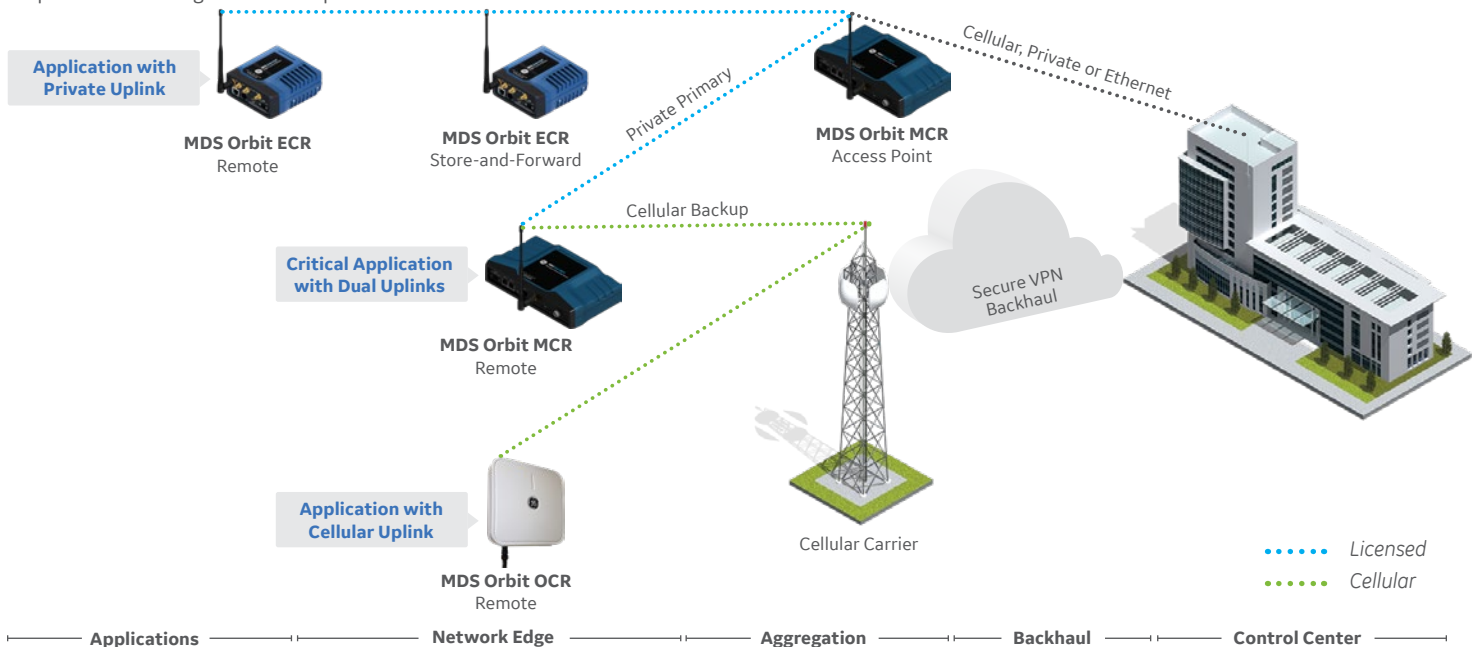 Cellular, Private or Ethernet
Application with
Private Uplink
MDS Orbit ECR
Remote
MDS Orbit ECR
Store-and-Forward
Private Primary
MDS Orbit MCR
Access Point
Cellular Backup
Critical Application
with Dual Uplinks
MDS Orbit MCR
Remote
Secure VPN
Backhaul
Application with
Cellular Uplink
MDS Orbit OCR
Remote
Cellular Carrier
Licensed
Cellular
Applications
Network Edge
Aggregation
Backhaul
Control Center